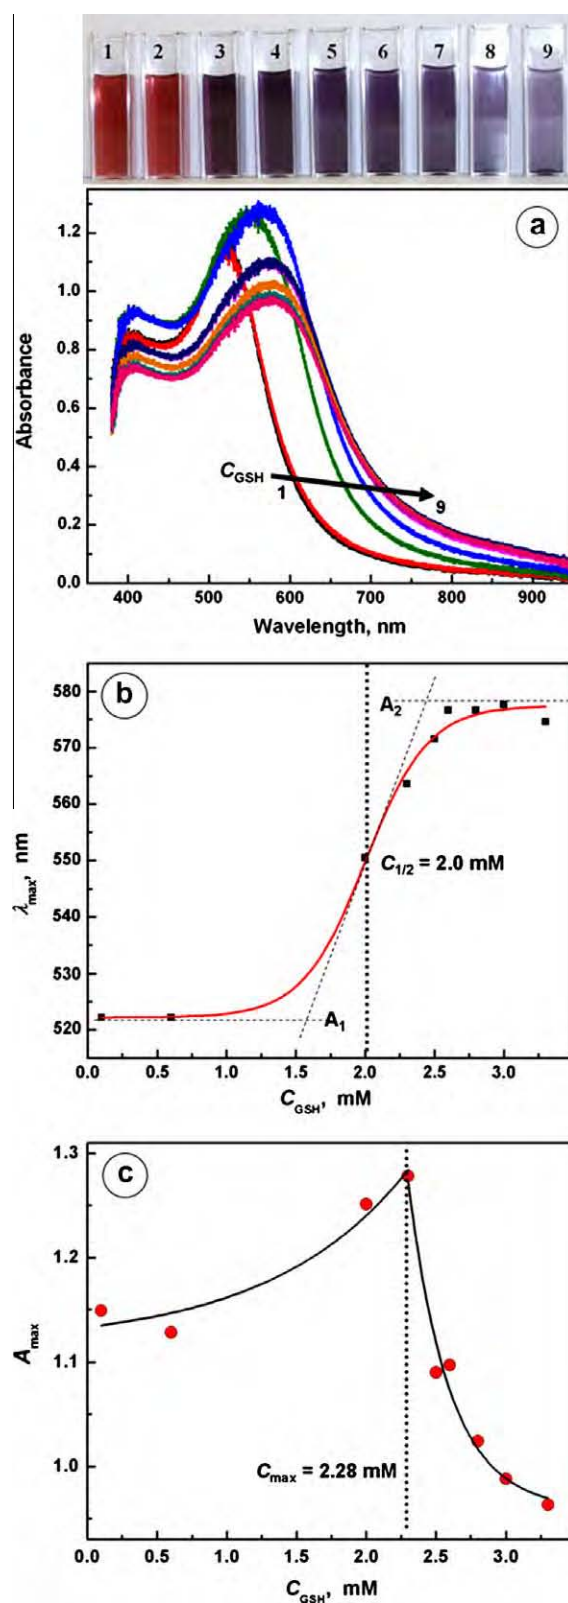 1 2 3 4 5 6 7 8 9
a
1.2
1.0
0.8
0.6
0.4
0.2
0.0
Absorbance
CGSH
1
9
400 500 600 700 800 900
Wavelength, nm
b
580
570
560
550
540
530
520
λmax, nm
A2
C1/2 = 2.0 mM
A1
0.0 0.5 1.0 1.5 2.0 2.5 3.0
CGSH, mM
c
1.3
1.2
1.1
1.0
Amax
Cmax = 2.28 mM
0.0 0.5 1.0 1.5 2.0 2.5 3.0
CGSH, mM